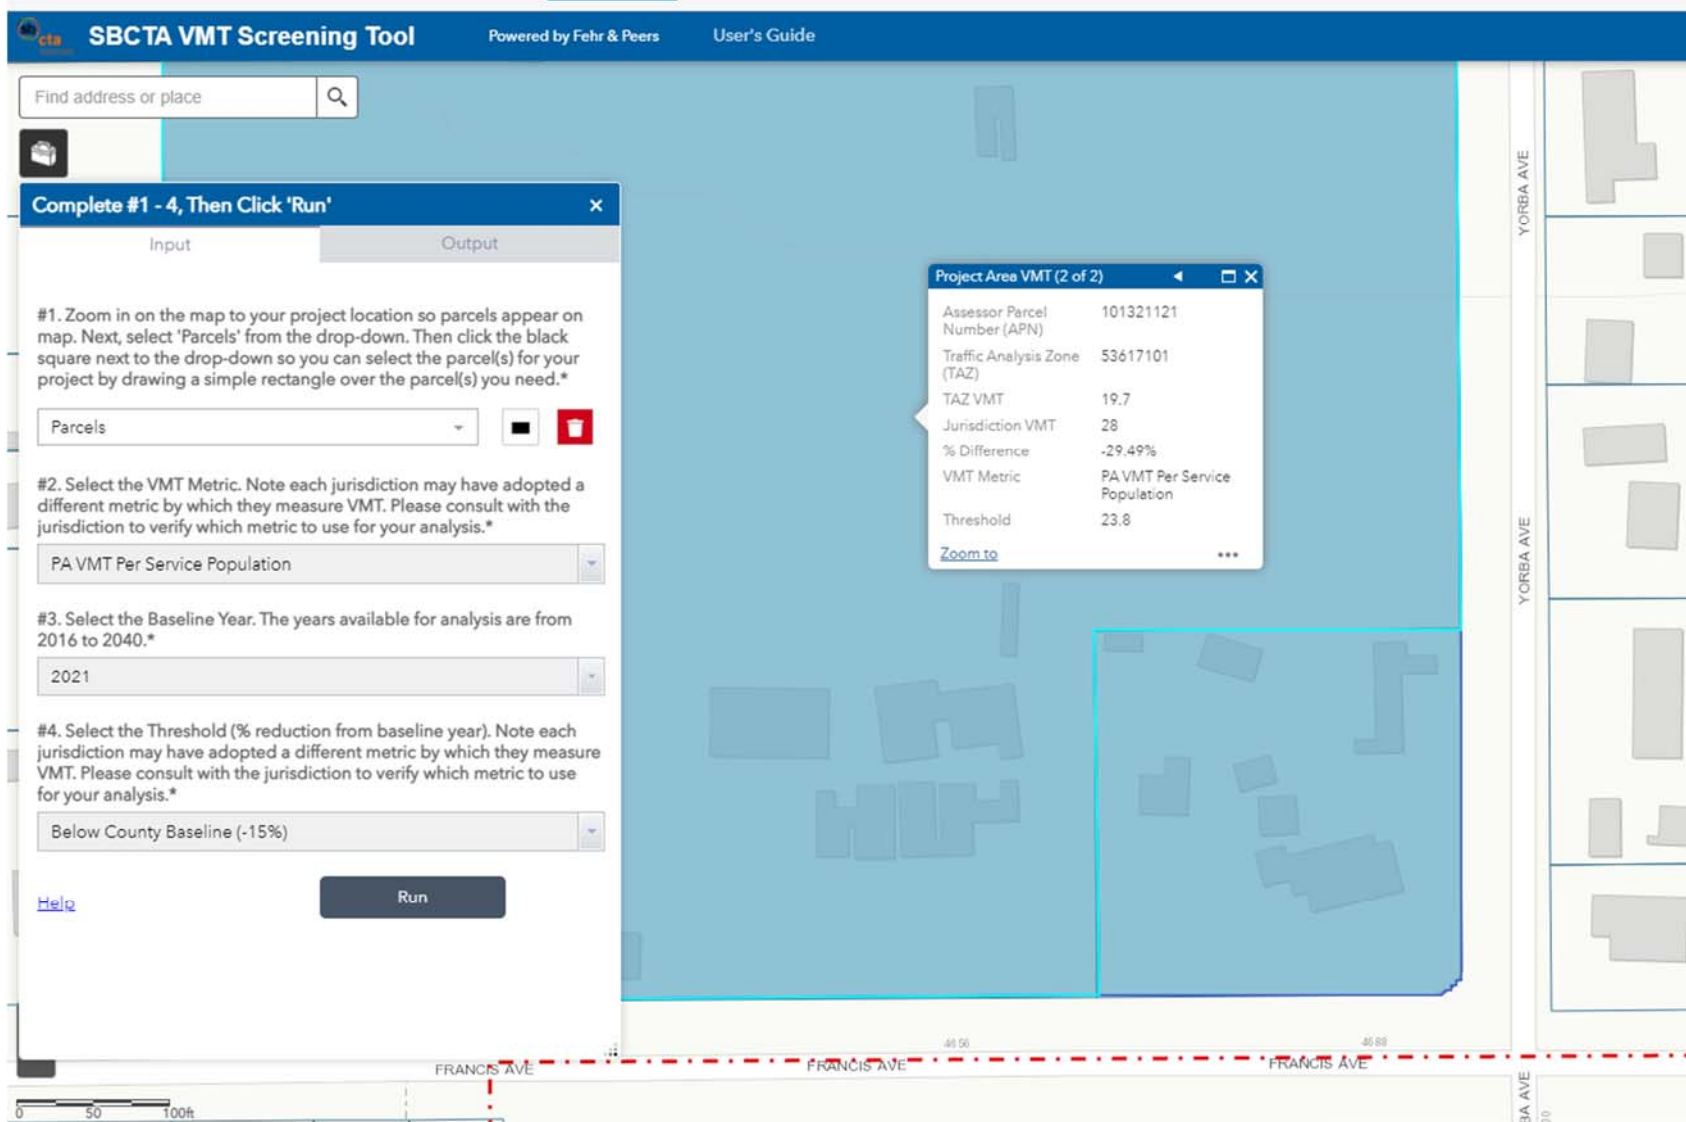 cta
SBCTA VMT Screening Tool
Powered by Fehr & Peers
User's Guide
Find address or place
Complete #1 - 4, Then Click 'Run'
Input
Output
#1. Zoom in on the map to your project location so parcels appear on
map. Next, select 'Parcels' from the drop-down. Then click the black
square next to the drop-down so you can select the parcel(s) for your
project by drawing a simple rectangle over the parcel(s) you need.*
Parcels
#2. Select the VMT Metric. Note each jurisdiction may have adopted a
different metric by which they measure VMT. Please consult with the
jurisdiction to verify which metric to use for your analysis.*
PA VMT Per Service Population
#3. Select the Baseline Year. The years available for analysis are from
2016 to 2040.*
2021
#4. Select the Threshold (% reduction from baseline year). Note each
jurisdiction may have adopted a different metric by which they measure
VMT. Please consult with the jurisdiction to verify which metric to use
for your analysis.*
Below County Baseline (-15%)
Help
Run
Project Area VMT (2 of 2)
Assessor Parcel
Number (APN)
101321121
Traffic Analysis Zone
(TAZ)
53617101
TAZ VMT
19.7
Jurisdiction VMT
28
% Difference
-29.49%
VMT Metric
PA VMT Per Service
Population
Threshold
23.8
Zoom to
YORBA AVE
YORBA AVE
4656
4688
FRANCIS AVE
FRANCIS AVE
FRANCIS AVE
BA AVE
0 50 100ft